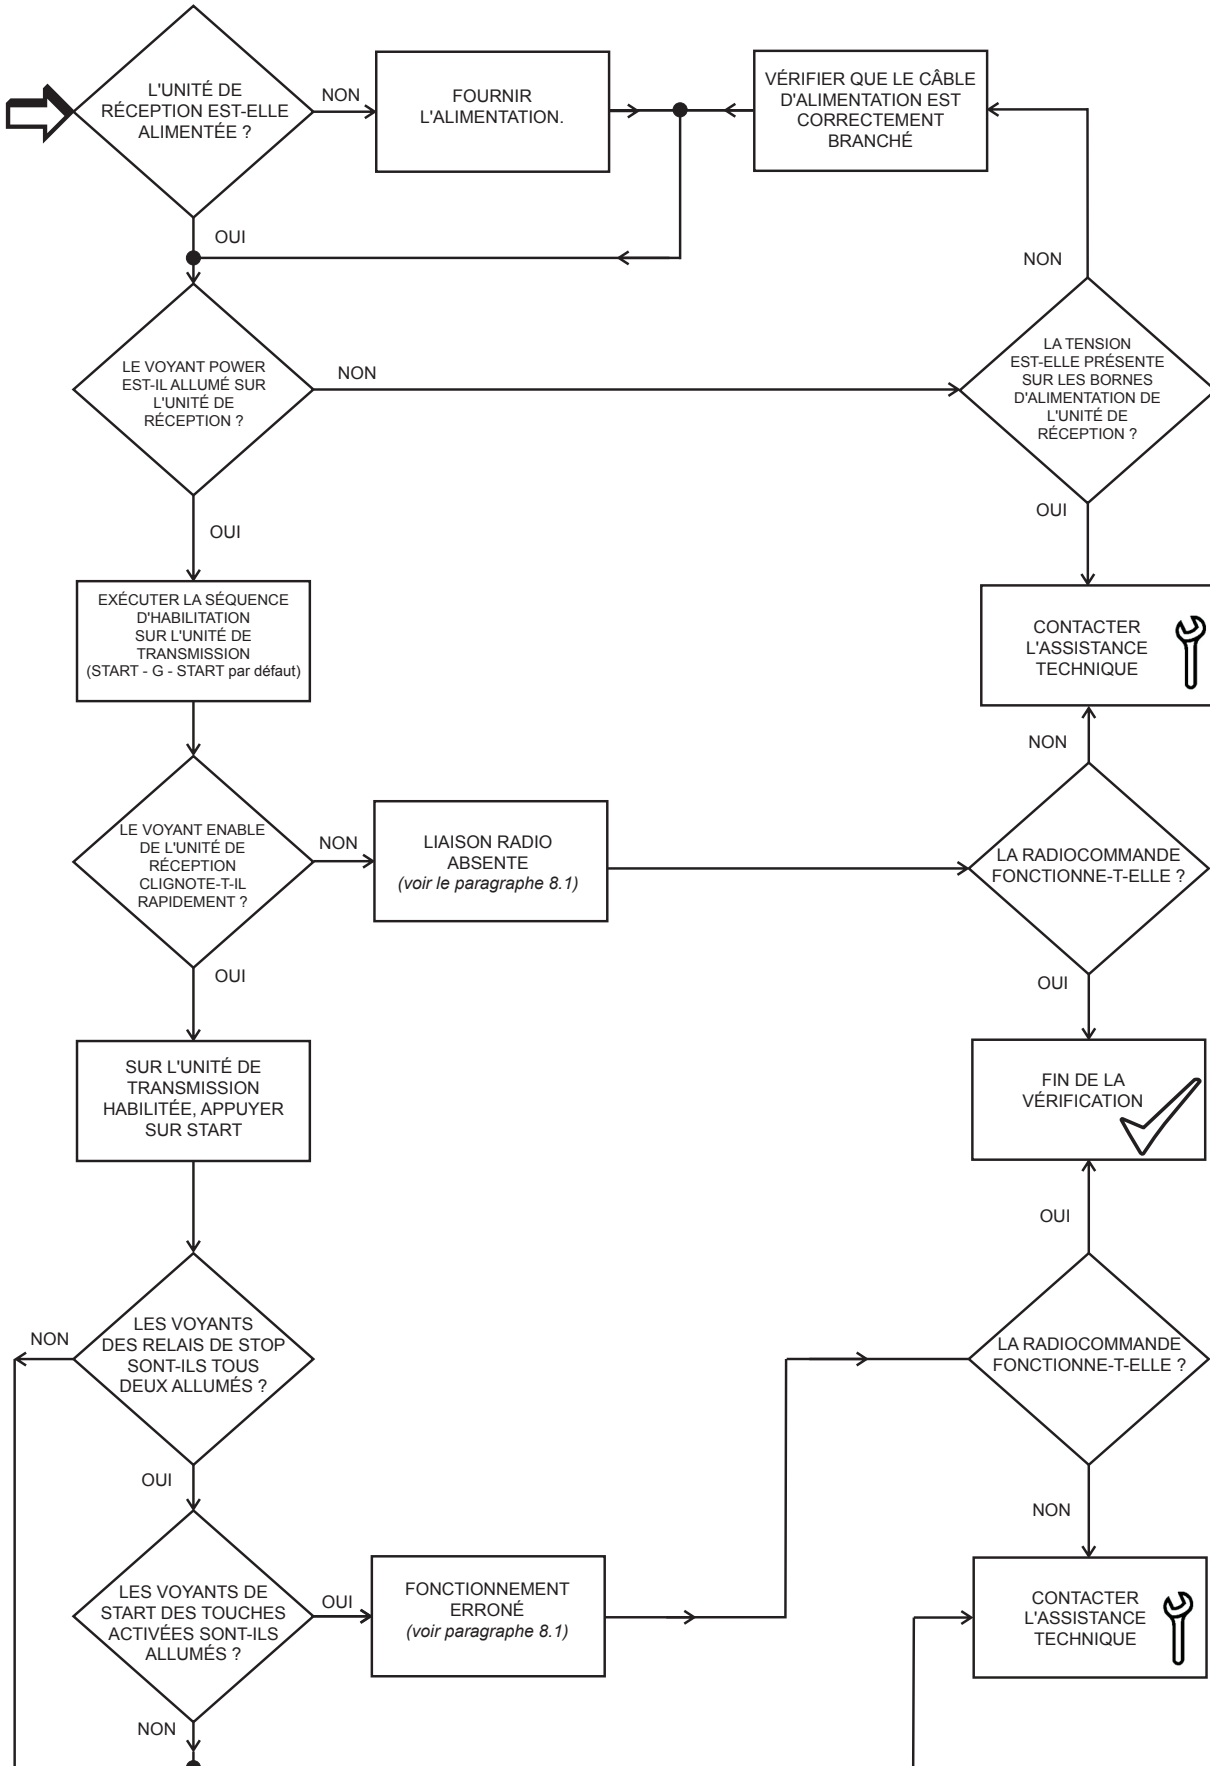 L'UNITÉ DE
RÉCEPTION EST-ELLE
ALIMENTÉE ?
NON
FOURNIR
L'ALIMENTATION.
VÉRIFIER QUE LE CÂBLE
D'ALIMENTATION EST
CORRECTEMENT
BRANCHÉ
OUI
NON
LE VOYANT POWER
EST-IL ALLUMÉ SUR
L'UNITÉ DE
RÉCEPTION ?
NON
LA TENSION
EST-ELLE PRÉSENTE
SUR LES BORNES
D'ALIMENTATION DE
L'UNITÉ DE
RÉCEPTION ?
OUI
OUI
EXÉCUTER LA SÉQUENCE
D'HABILITATION
SUR L'UNITÉ DE
TRANSMISSION
(START - G - START par défaut)
CONTACTER
L'ASSISTANCE
TECHNIQUE
NON
LE VOYANT ENABLE
DE L'UNITÉ DE
RÉCEPTION
CLIGNOTE-T-IL
RAPIDEMENT ?
NON
LIAISON RADIO
ABSENTE
(voir le paragraphe 8.1)
LA RADIOCOMMANDE
FONCTIONNE-T-ELLE ?
OUI
OUI
SUR L'UNITÉ DE
TRANSMISSION
HABILITÉE, APPUYER
SUR START
FIN DE LA
VÉRIFICATION
OUI
NON
LES VOYANTS
DES RELAIS DE STOP
SONT-ILS TOUS
DEUX ALLUMÉS ?
LA RADIOCOMMANDE
FONCTIONNE-T-ELLE ?
OUI
NON
LES VOYANTS DE
START DES TOUCHES
ACTIVÉES SONT-ILS
ALLUMÉS ?
OUI
FONCTIONNEMENT
ERRONÉ
(voir paragraphe 8.1)
CONTACTER
L'ASSISTANCE
TECHNIQUE
NON